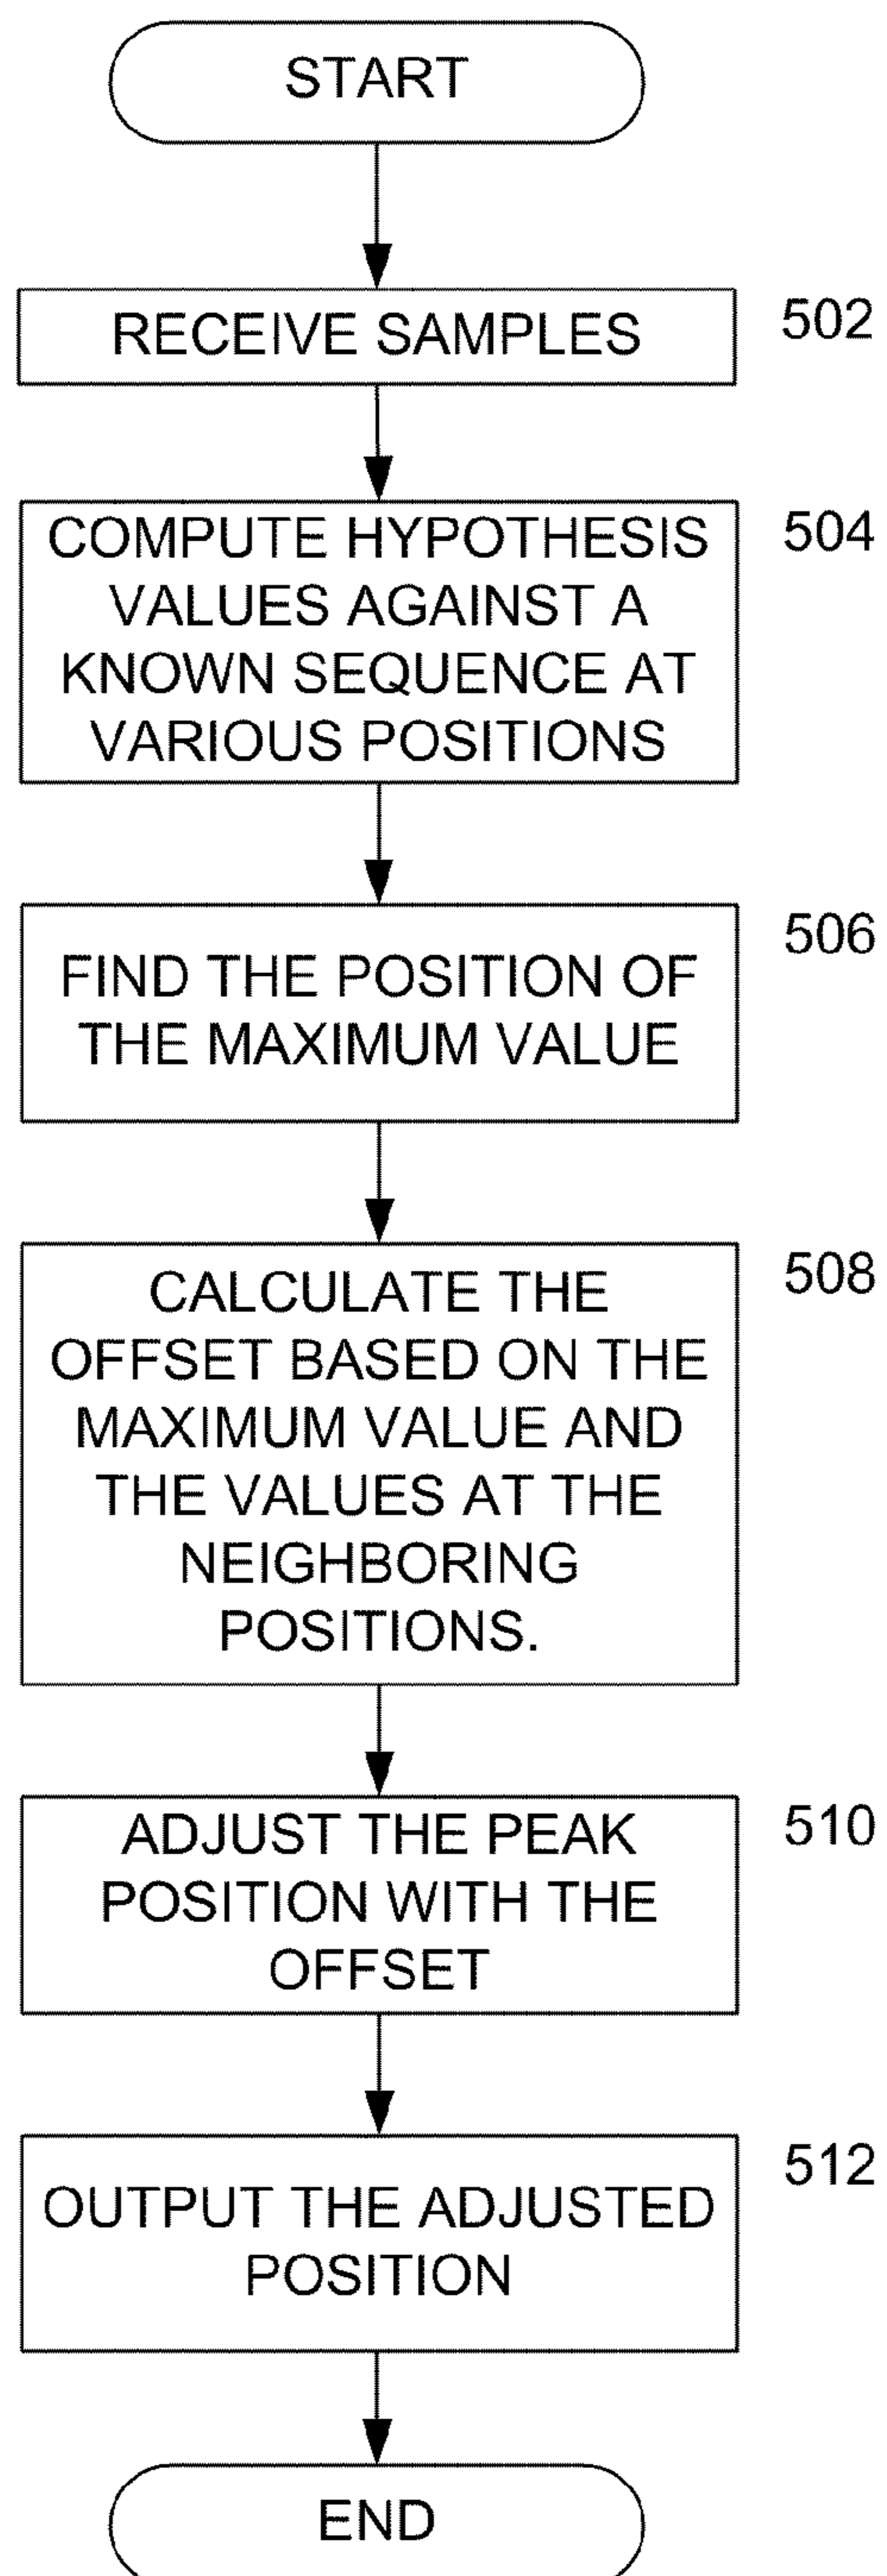 START
RECEIVE SAMPLES
502
COMPUTE HYPOTHESIS
VALUES AGAINST A
KNOWN SEQUENCE AT
VARIOUS POSITIONS
504
FIND THE POSITION OF
THE MAXIMUM VALUE
506
CALCULATE THE
OFFSET BASED ON THE
MAXIMUM VALUE AND
THE VALUES AT THE
NEIGHBORING
POSITIONS.
508
ADJUST THE PEAK
POSITION WITH THE
OFFSET
510
OUTPUT THE ADJUSTED
POSITION
512
END